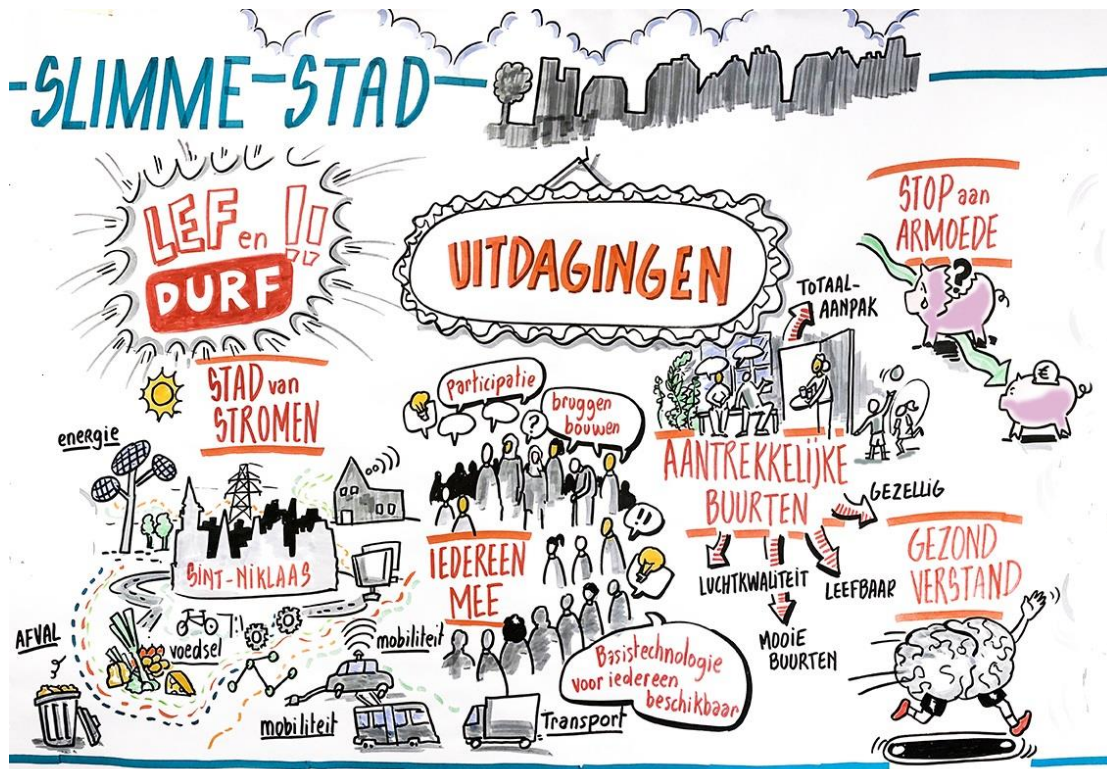 SLIMME-STAD
LEF en !!
DURF
UITDAGINGEN
STOP aan
ARMOEDE
?
€
TOTAAL-
AANPAK
STAD van
STROMEN
energie
SINT-NIKLAAS
AFVAL
voedsel
mobiliteit
mobiliteit
Transport
participatie
?
bruggen
bouwen
!!
IEDEREEN
MEE
Basistechnologie
voor iedereen
beschikbaar
AANTREKKELIJKE
BUURTEN
GEZELLIG
LUCHTKWALITEIT
LEEFBAAR
MOOIE
BUURTEN
GEZOND
VERSTAND